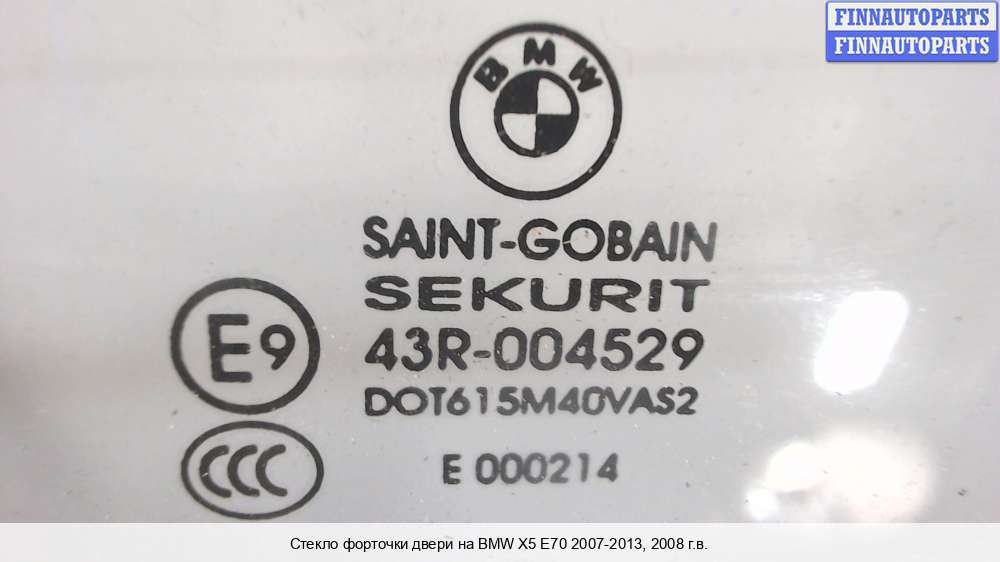 FINNAUTOPARTS
FINNAUTOPARTS
BMW
SAINT-GOBAIN
SEKURIT
E9
43R-004529
DOT615M40VAS2
CCC
E 000214
Стекло форточки двери на BMW X5 E70 2007-2013, 2008 г.в.